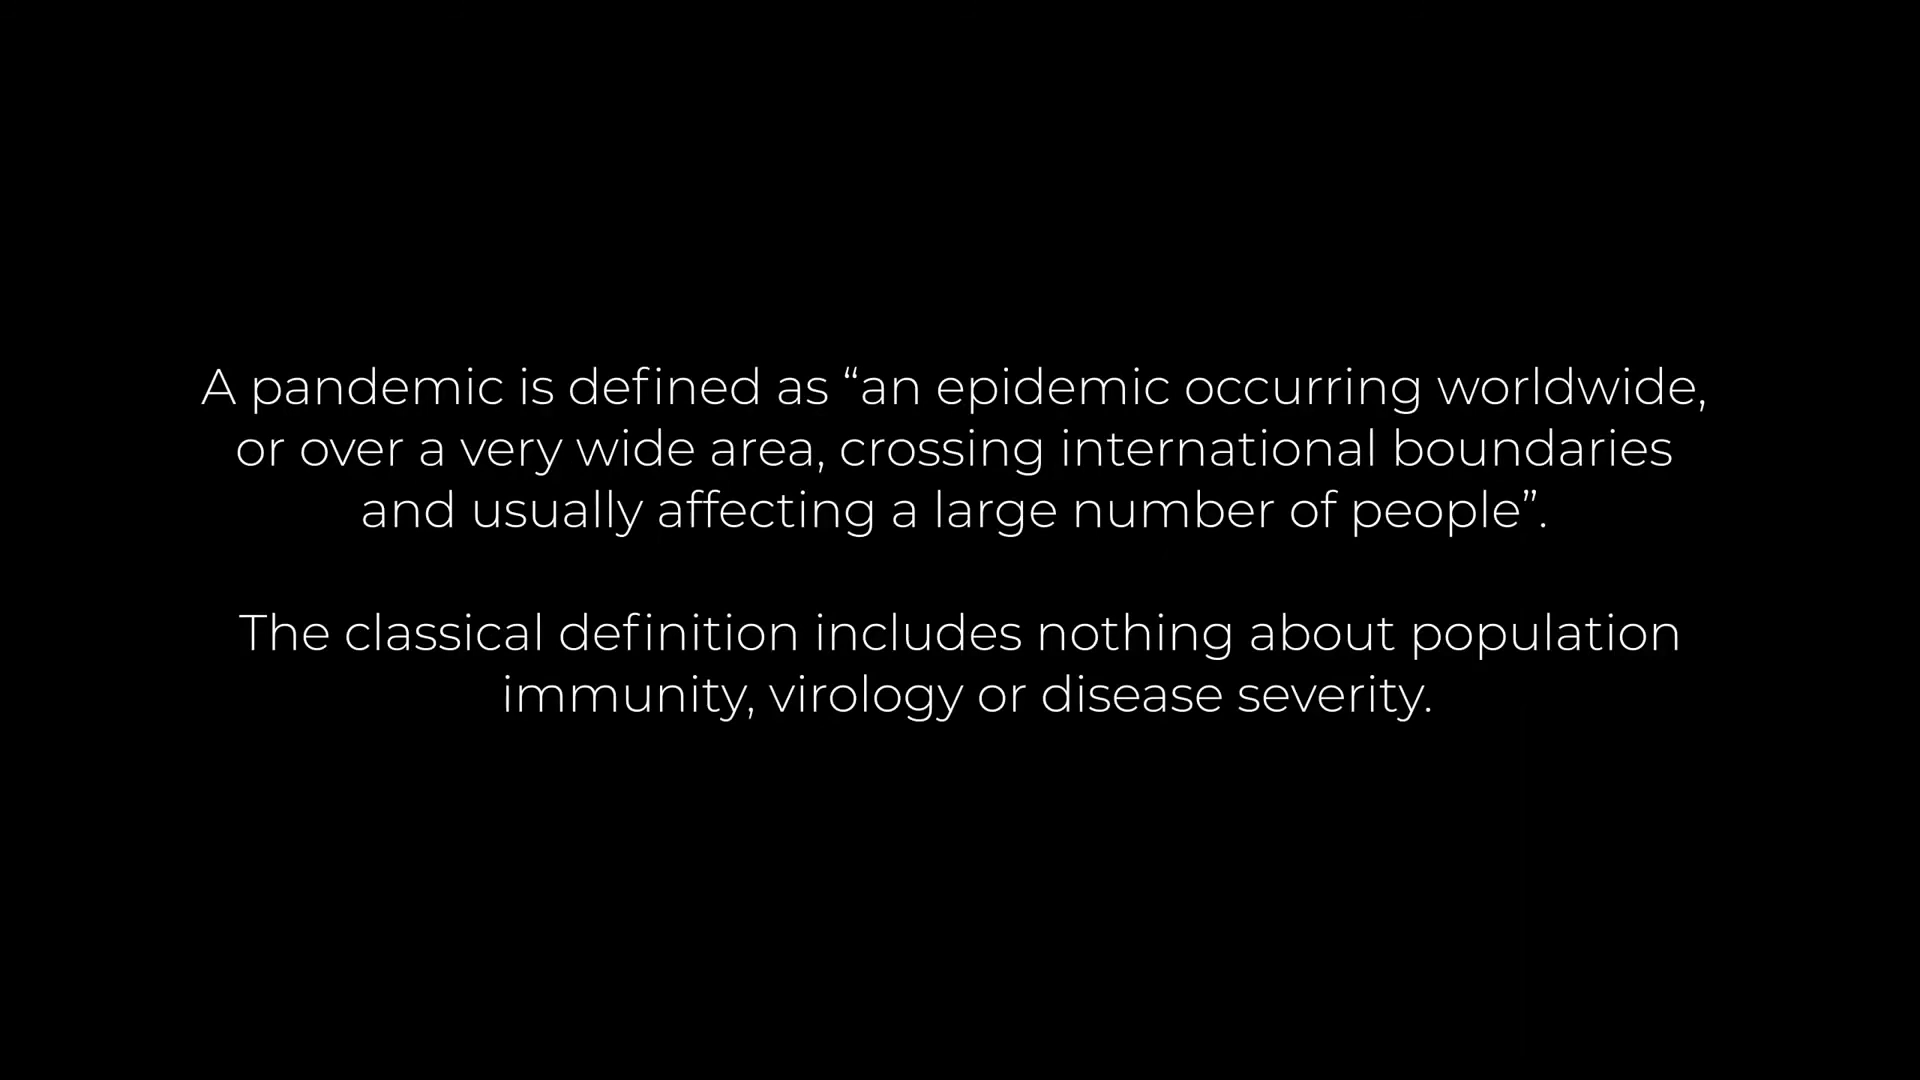 A pandemic is defined as “an epidemic occurring worldwide,
or over a very wide area, crossing international boundaries
and usually affecting a large number of people”.
The classical definition includes nothing about population
immunity, virology or disease severity.